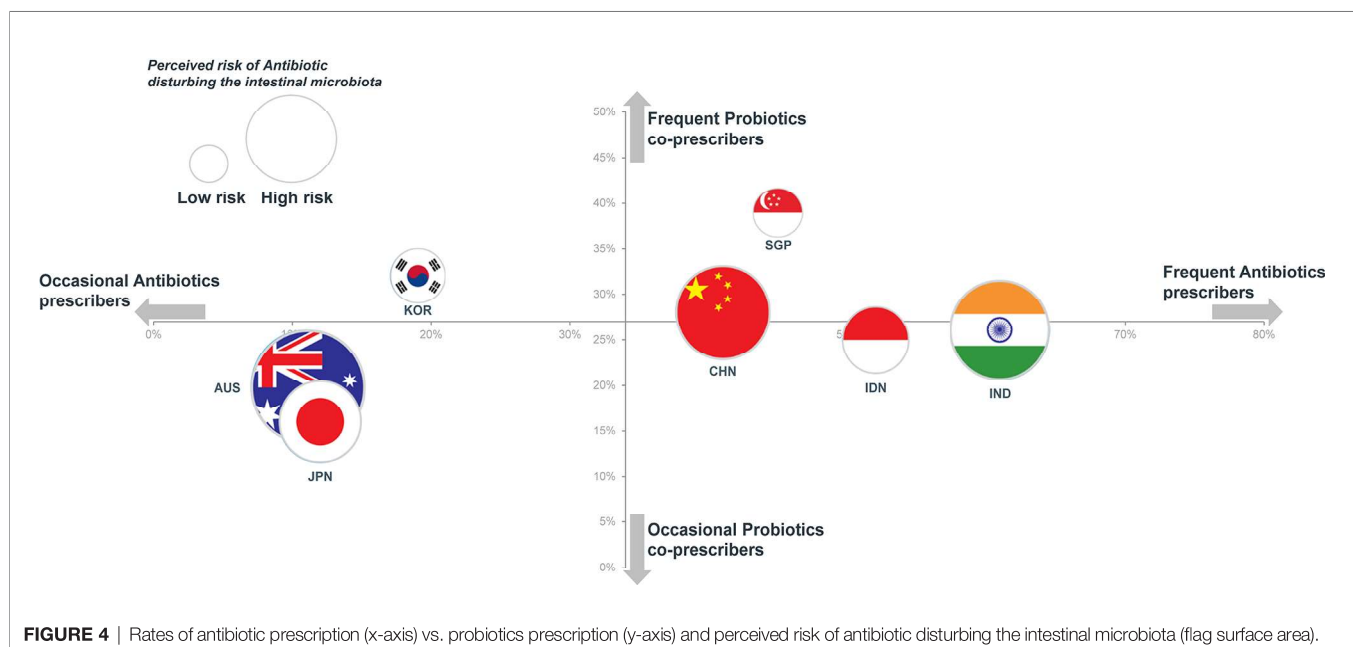 Perceived risk of Antibiotic
disturbing the intestinal microbiota
Low risk High risk
50%
Frequent Probiotics
co-prescribers
45%
40%
SGP
35%
Occasional Antibiotics
prescribers
KOR
30%
Frequent Antibiotics
prescribers
0%
20%
30%
70%
80%
25%
AUS
CHN
IDN
IND
20%
15%
JPN
10%
5%
Occasional Probiotics
co-prescribers
0%
FIGURE 4 | Rates of antibiotic prescription (x-axis) vs. probiotics prescription (y-axis) and perceived risk of antibiotic disturbing the intestinal microbiota (flag surface area).